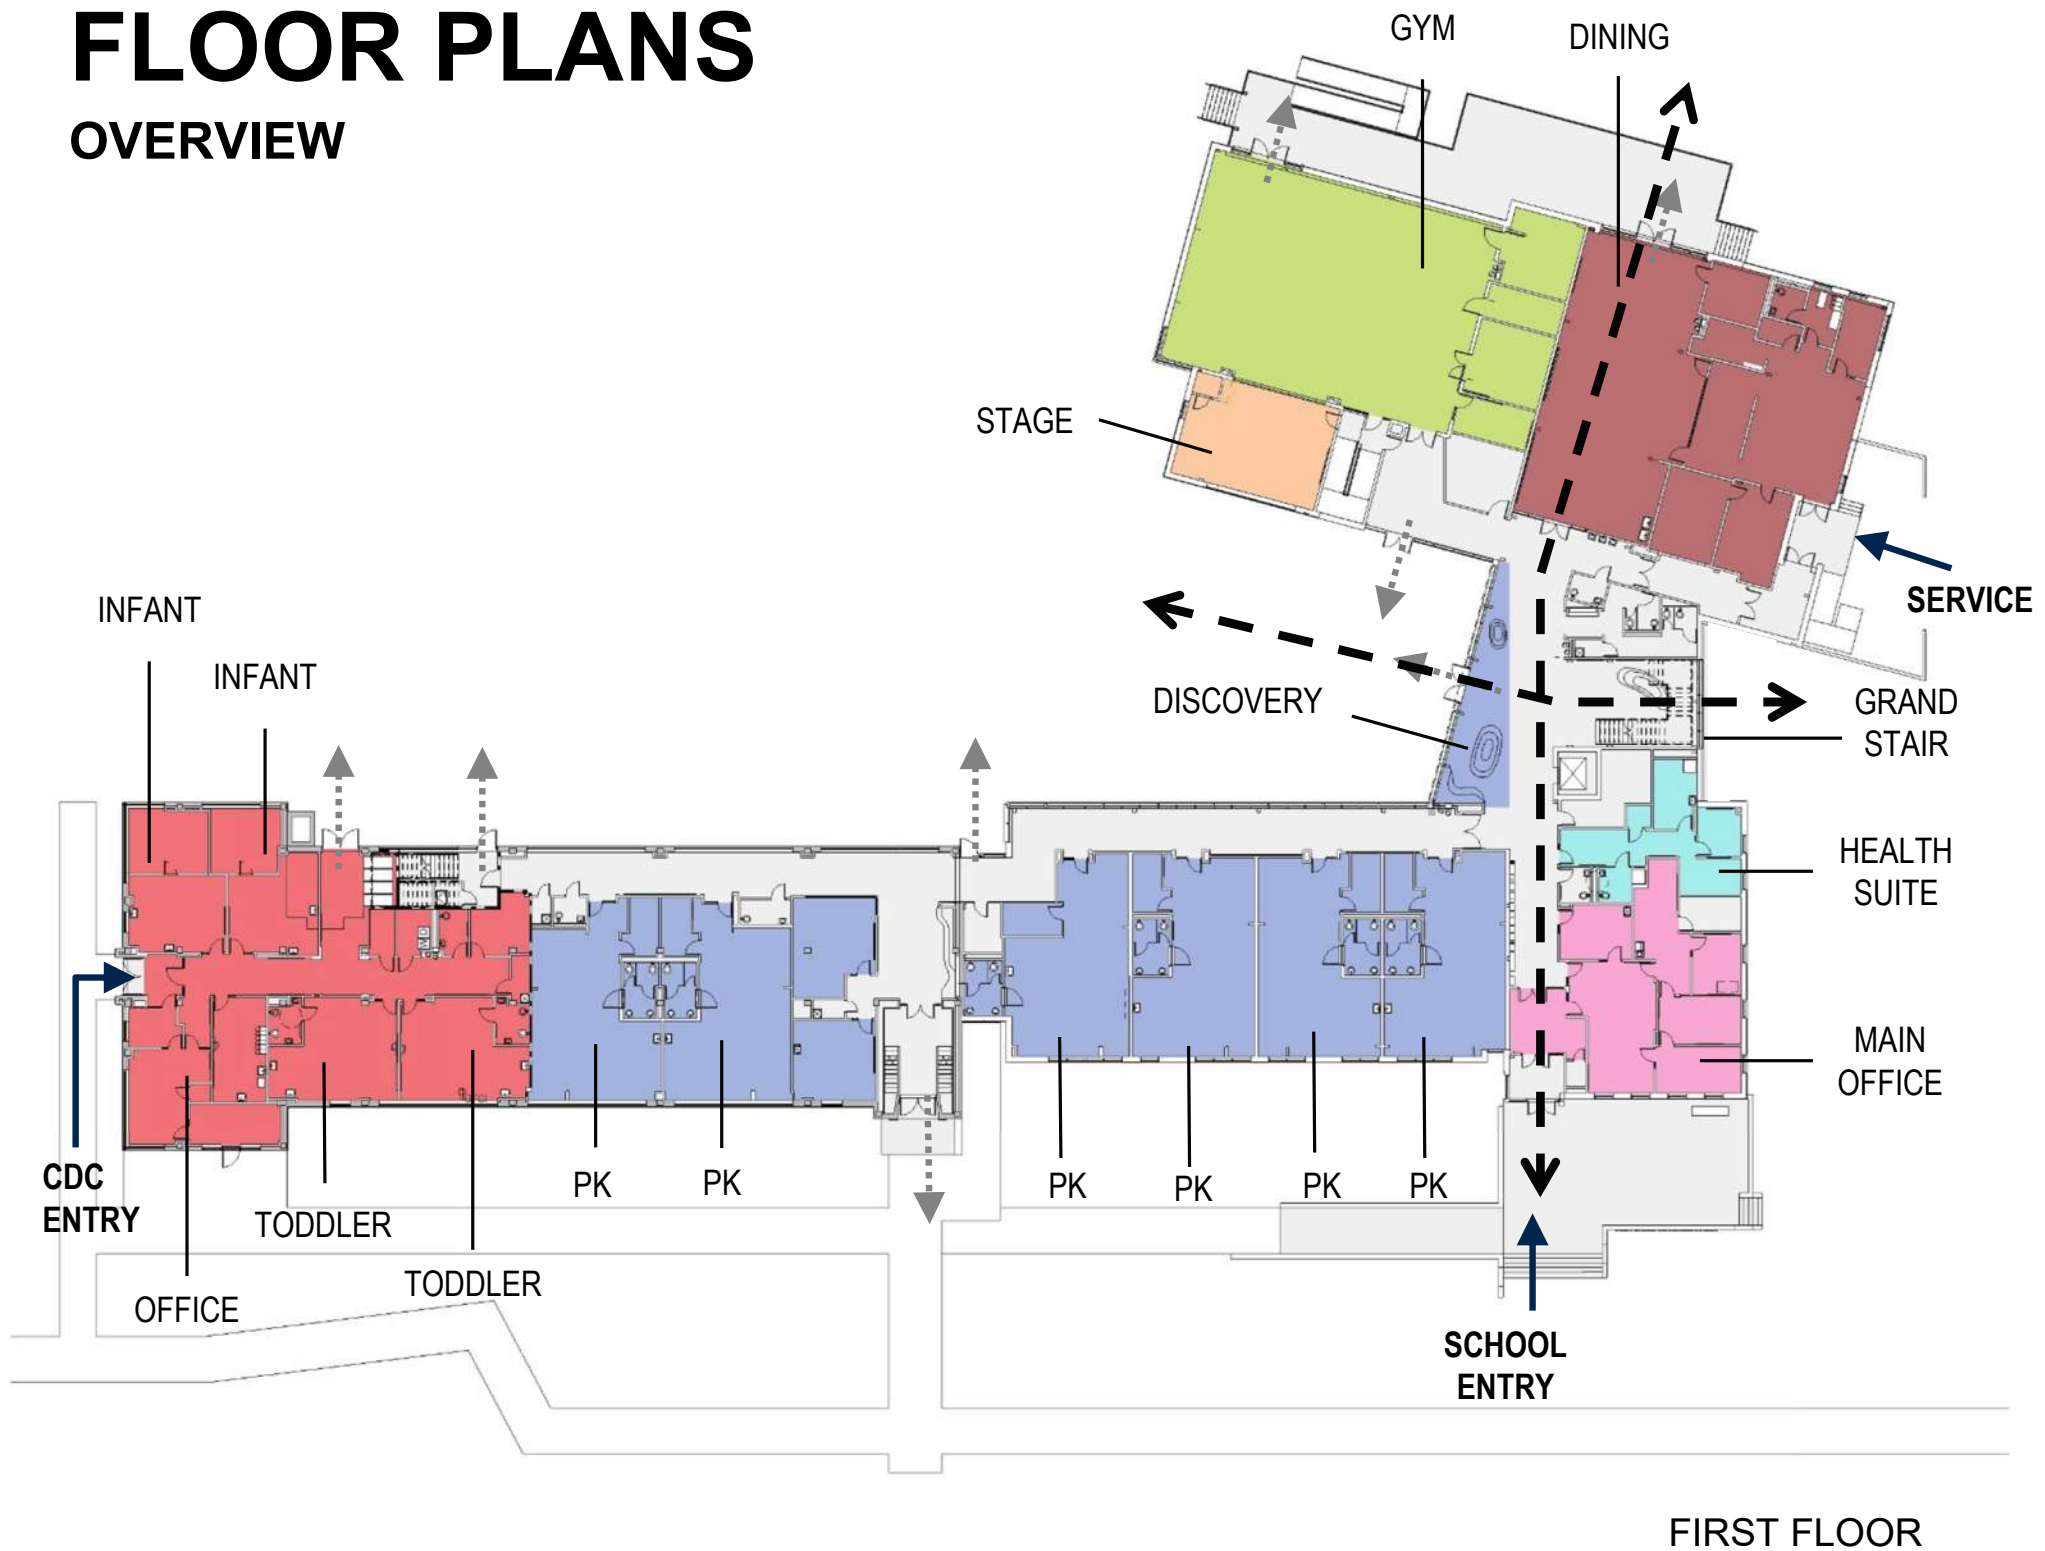 FLOOR PLANS
OVERVIEW
GYM
DINING
STAGE
SERVICE
INFANT
INFANT
DISCOVERY
GRAND
STAIR
HEALTH
SUITE
MAIN
OFFICE
CDC
ENTRY
TODDLER
TODDLER
OFFICE
PK
PK
PK
PK
PK
PK
SCHOOL
ENTRY
FIRST FLOOR